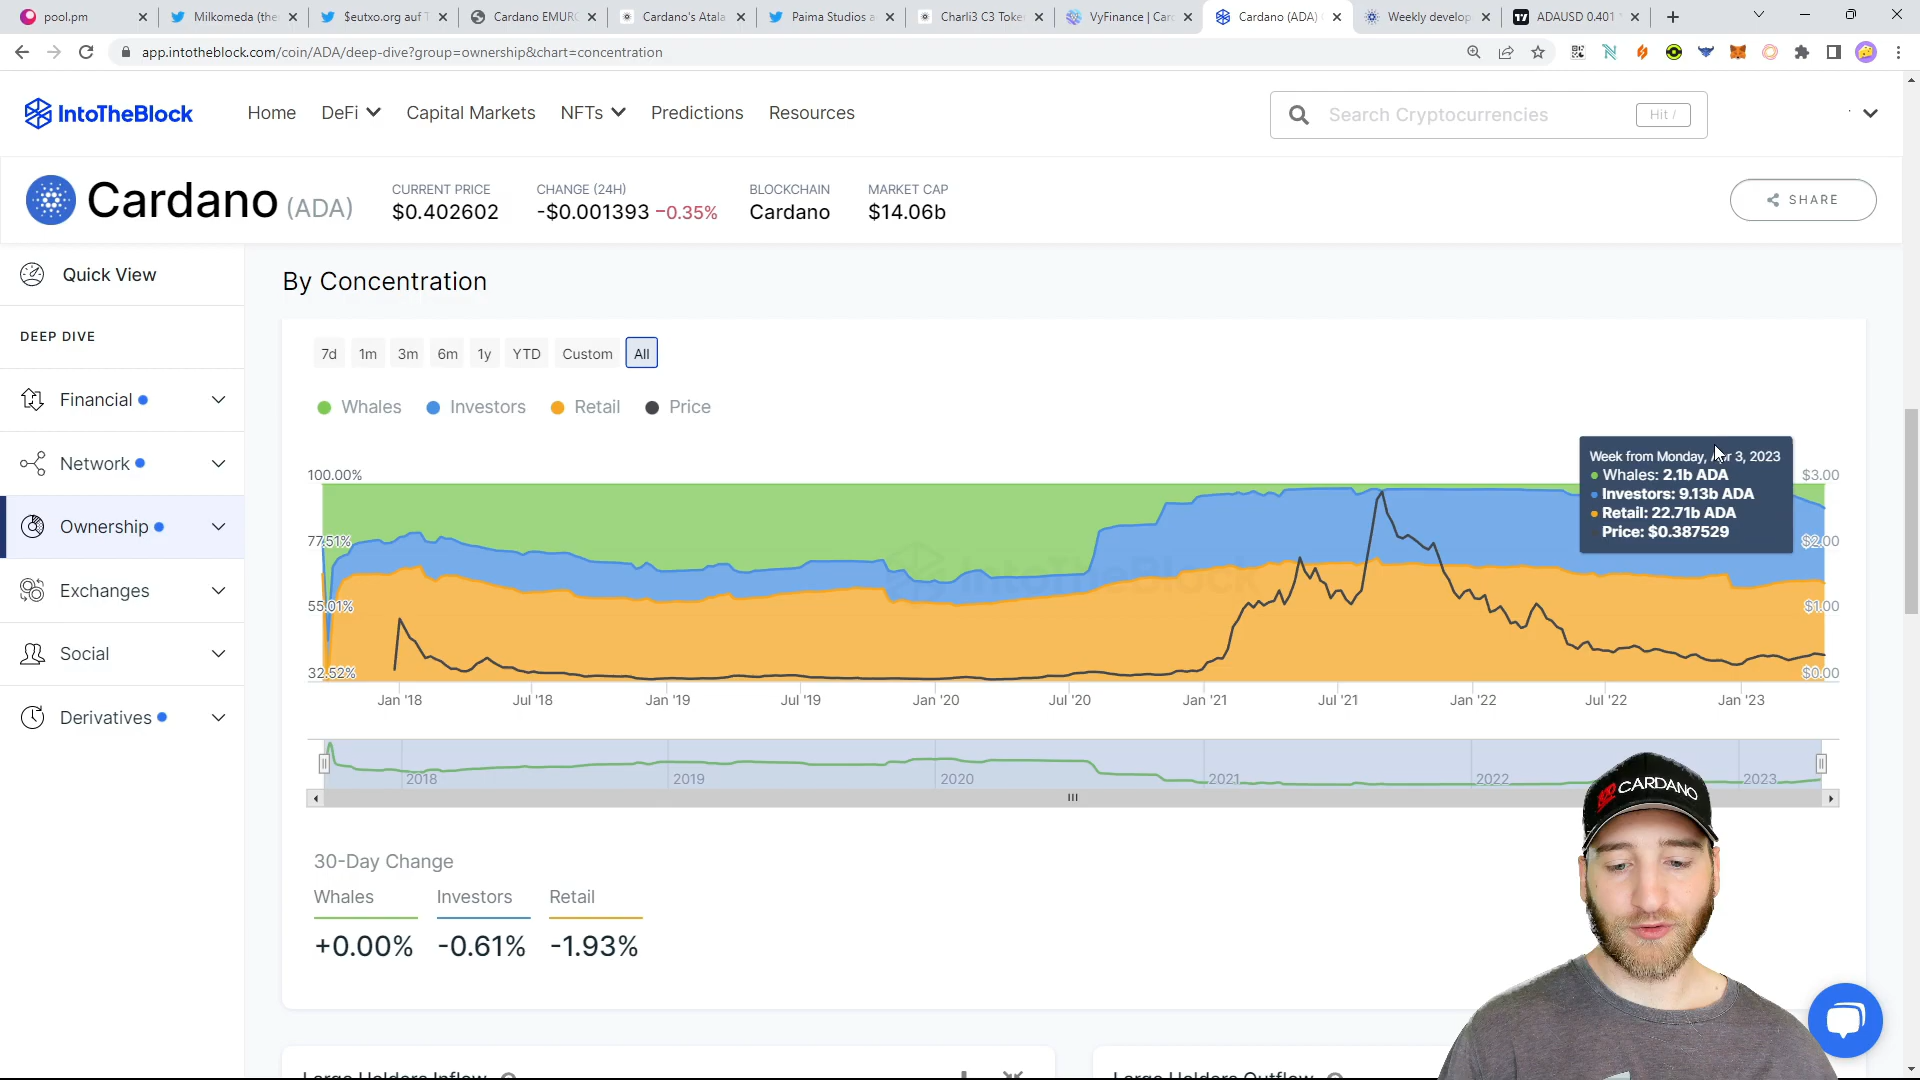 pool.pm
Milkomeda (the
$eutxo.org auf T
Cardano EMURG
Cardano's Atala
Paima Studios a
Charli3 C3 Toke
VyFinance | Car
Cardano (ADA)
Weekly develop
ADAUSD 0.401
app.intotheblock.com/coin/ADA/deep-dive?group=ownership&chart=concentration
IntoTheBlock
Home
DeFi
Capital Markets
NFTs
Predictions
Resources
Search Cryptocurrencies
Hit /
Cardano (ADA)
CURRENT PRICE
$0.402602
CHANGE (24H)
-$0.001393 -0.35%
BLOCKCHAIN
Cardano
MARKET CAP
$14.06b
SHARE
Quick View
DEEP DIVE
Financial
Network
Ownership
Exchanges
Social
Derivatives
By Concentration
7d 1m 3m 6m 1y YTD Custom All
Whales Investors Retail Price
100.00%
77.51%
55.01%
32.52%
$3.00
$2.00
$1.00
$0.00
IntoTheBlock
Week from Monday, 3, 2023
Whales: 2.1b ADA
Investors: 9.13b ADA
Retail: 22.71b ADA
Price: $0.387529
Jan '18 Jul '18 Jan '19 Jul '19 Jan '20 Jul '20 Jan '21 Jul '21 Jan '22 Jul '22 Jan '23
2018 2019 2020 2021 2022 2023
30-Day Change
Whales Investors Retail
+0.00% -0.61% -1.93%
CARDANO
Large Holders Inflow
Large Holders Outflow